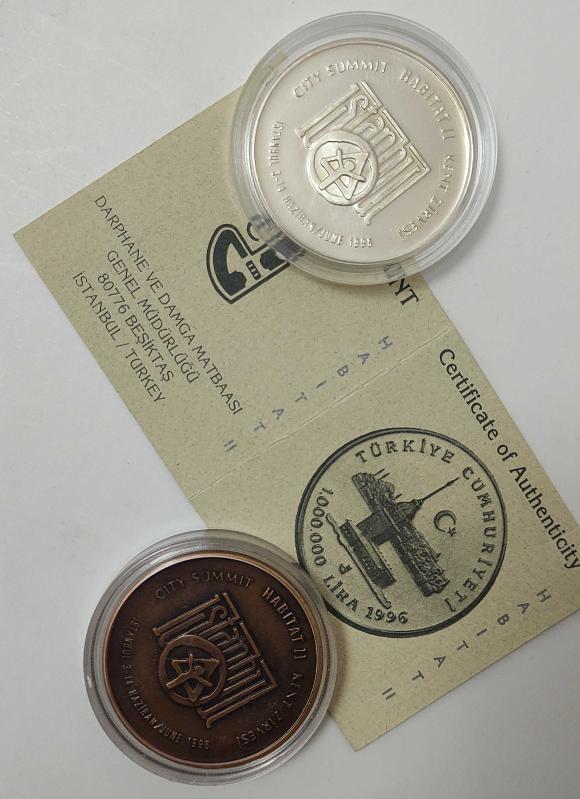 CITY SUMMIT HABITAT II KENT ZİRVESİ
istanbul
İSTANBUL 3-14 HAZİRAN/JUNE 1996
DARPHANE VE DAMGA MATBAASI
GENEL MÜDÜRLÜĞÜ
80776 BEŞİKTAŞ
İSTANBUL / TURKEY
HABITAT II
Certificate of Authenticity
TÜRKİYE CUMHURİYETİ
1.000.000 LİRA 1996
HABITAT II
CITY SUMMIT HABITAT II KENT ZİRVESİ
istanbul
İSTANBUL 3-14 HAZİRAN/JUNE 1996